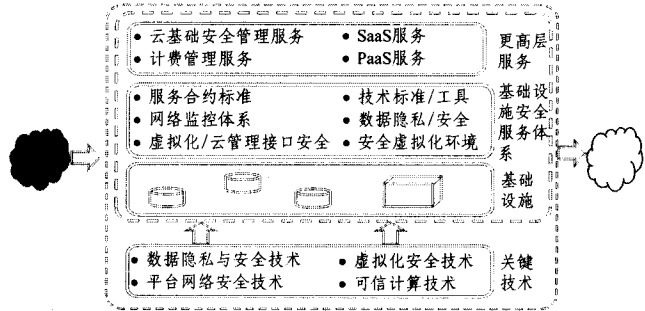 ● 云基础安全管理服务 ● SaaS服务 更高层
● 计费管理服务 ● PaaS服务 服务
● 服务合约标准 ● 技术标准/工具 基础设
● 网络监控体系 ● 数据隐私/安全 施安全
● 虚拟化/云管理接口安全 ● 安全虚拟化环境 服务体
系
基础
设施
● 数据隐私与安全技术 ● 虚拟化安全技术 关键
● 平台网络安全技术 ● 可信计算技术 技术